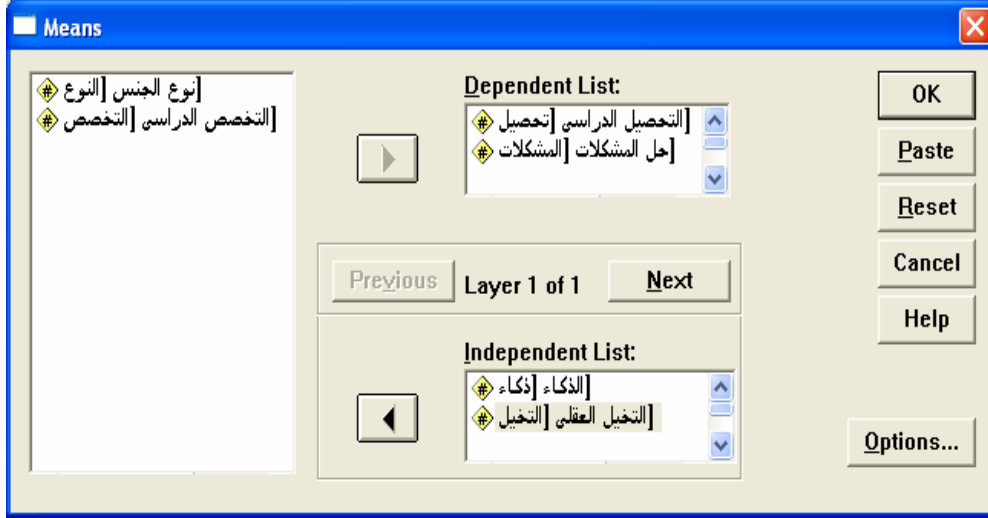 Means
نوع الجنس [النوع]
التخصص الدراسى [التخصص]
Dependent List:
التحصيل الدراسى [تحصيل]
حل المشكلات [المشكلات]
Previous
Layer 1 of 1
Next
Independent List:
الذكاء [ذكاء]
التخيل العقلى [التخيل]
OK
Paste
Reset
Cancel
Help
Options...